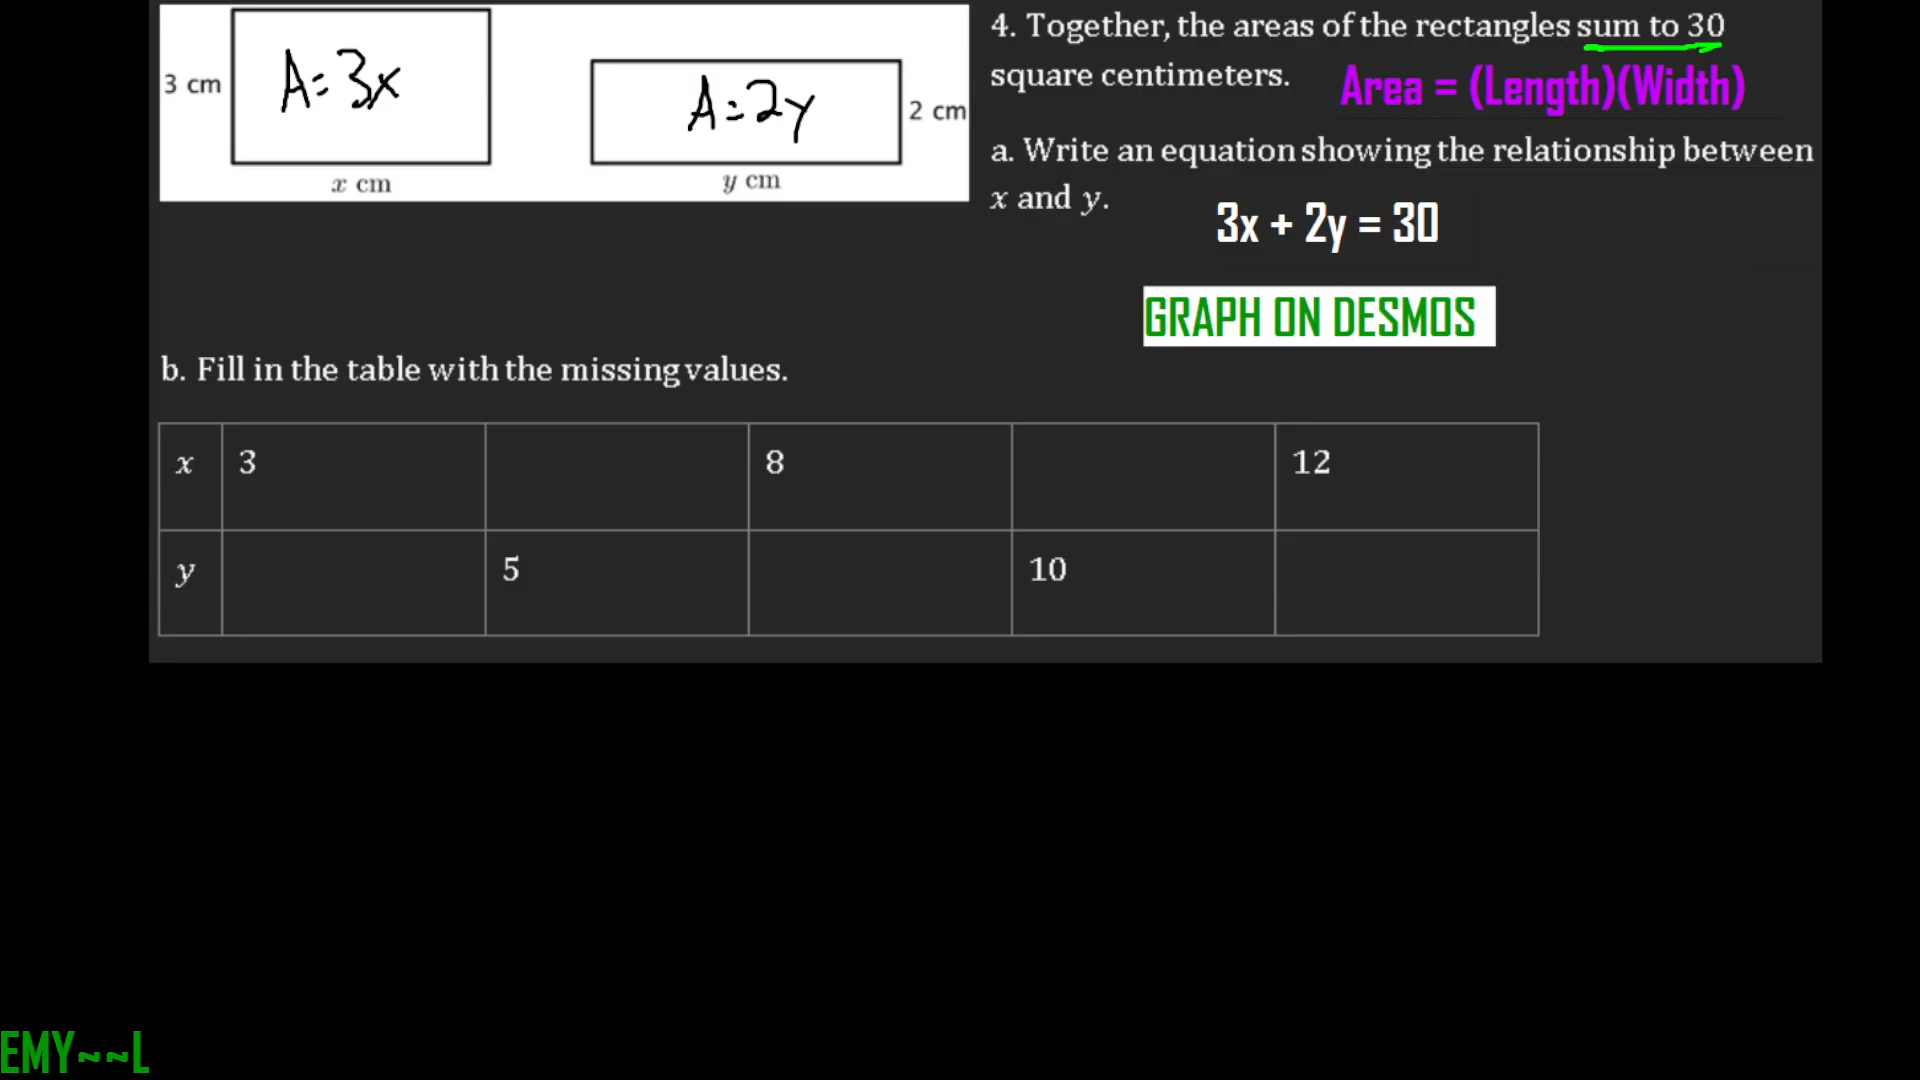 3 cm
A=3x
x cm
A=2y
2 cm
y cm
4. Together, the areas of the rectangles sum to 30
square centimeters.
Area = (Length)(Width)
a. Write an equation showing the relationship between
x and y.
3x + 2y = 30
GRAPH ON DESMOS
b. Fill in the table with the missing values.
x 3 8 12
y 5 10
EMY~~L